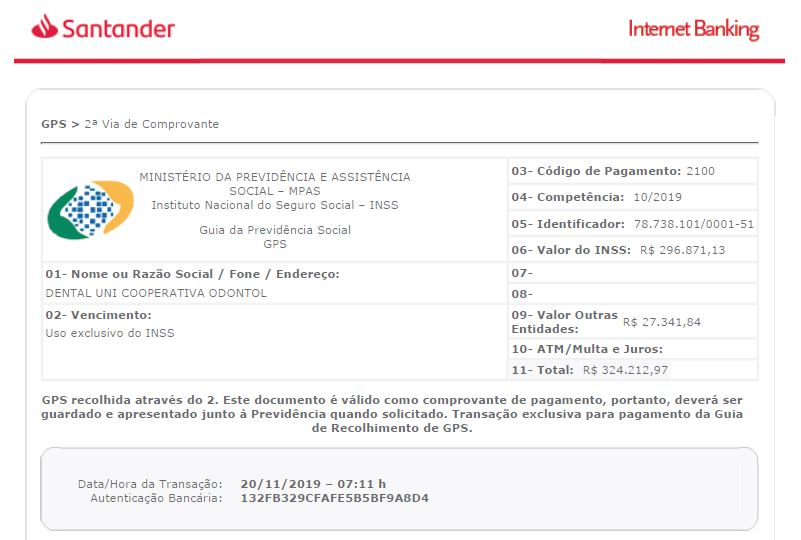 Santander
Internet Banking
GPS > 2ª Via de Comprovante
MINISTÉRIO DA PREVIDÊNCIA E ASSISTÊNCIA
SOCIAL – MPAS
Instituto Nacional do Seguro Social – INSS
Guia da Previdência Social
GPS
03- Código de Pagamento: 2100
04- Competência: 10/2019
05- Identificador: 78.738.101/0001-51
06- Valor do INSS: R$ 296.871,13
01- Nome ou Razão Social / Fone / Endereço:
DENTAL UNI COOPERATIVA ODONTOL
07-
08-
02- Vencimento:
Uso exclusivo do INSS
09- Valor Outras
Entidades: R$ 27.341,84
10- ATM/Multa e Juros:
11- Total: R$ 324.212,97
GPS recolhida através do 2. Este documento é válido como comprovante de pagamento, portanto, deverá ser
guardado e apresentado junto à Previdência quando solicitado. Transação exclusiva para pagamento da Guia
de Recolhimento de GPS.
Data/Hora da Transação: 20/11/2019 – 07:11 h
Autenticação Bancária: 132FB329CFAFE5B5BF9A8D4